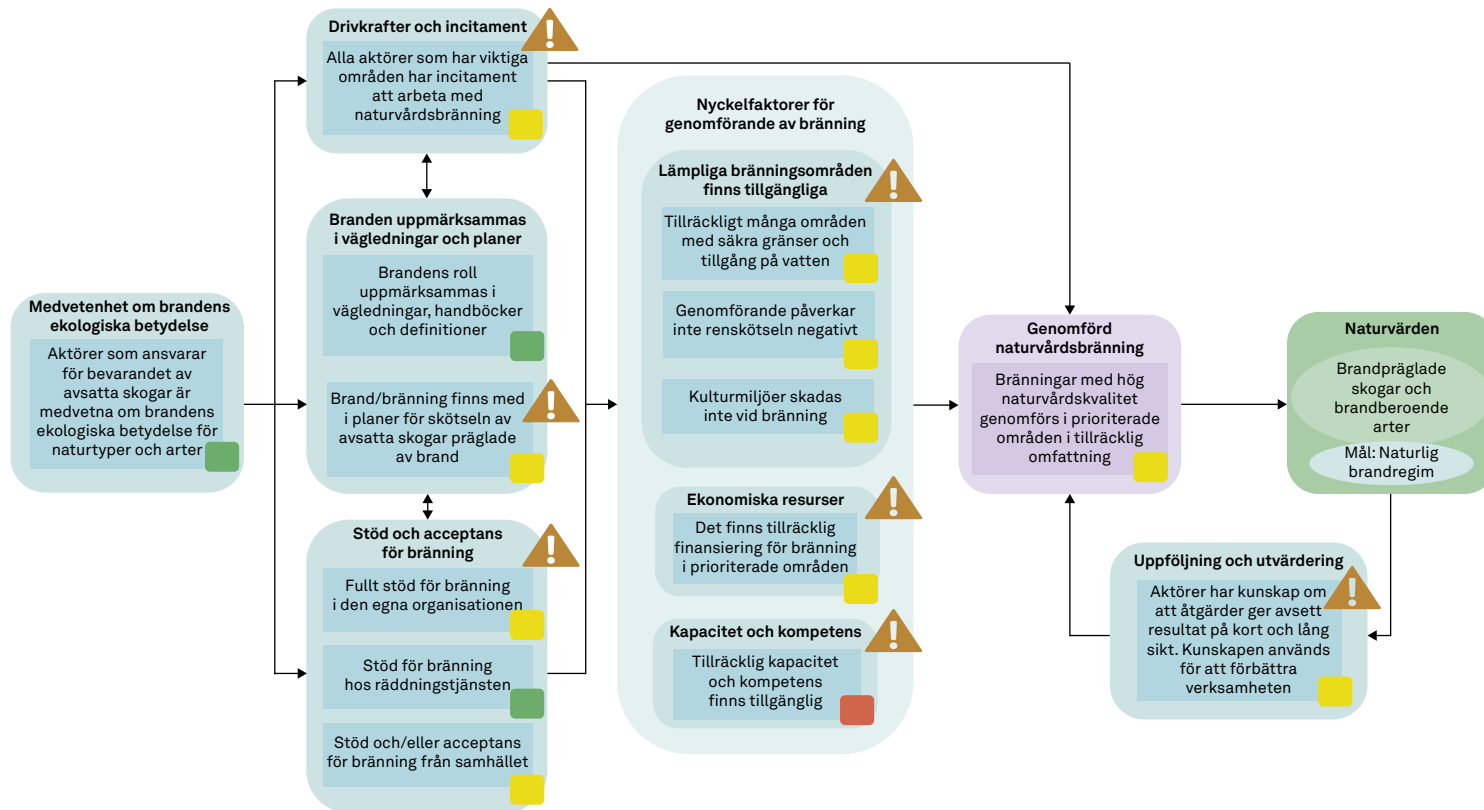 Medvetenhet om brandens
ekologiska betydelse
Aktörer som ansvarar
för bevarandet av
avsatta skogar är
medvetna om brandens
ekologiska betydelse för
naturtyper och arter
Drivkrafter och incitament
Alla aktörer som har viktiga
områden har incitament
att arbeta med
naturvårdsbränning
Branden uppmärksammas
i vägledningar och planer
Brandens roll
uppmärksammas i
vägledningar, handböcker
och definitioner
Brand/bränning finns med
i planer för skötseln av
avsatta skogar präglade
av brand
Stöd och acceptans
för bränning
Fullt stöd för bränning
i den egna organisationen
Stöd för bränning
hos räddningstjänsten
Stöd och/eller acceptans
för bränning från samhället
Nyckelfaktorer för
genomförande av bränning
Lämpliga bränningsområden
finns tillgängliga
Tillräckligt många områden
med säkra gränser och
tillgång på vatten
Genomförande påverkar
inte renskötseln negativt
Kulturmiljöer skadas
inte vid bränning
Ekonomiska resurser
Det finns tillräcklig
finansiering för bränning
i prioriterade områden
Kapacitet och kompetens
Tillräcklig kapacitet
och kompetens
finns tillgänglig
Genomförd
naturvårdsbränning
Bränningar med hög
naturvårdskvalitet
genomförs i prioriterade
områden i tillräcklig
omfattning
Naturvärden
Brandpräglade
skogar och
brandberoende
arter
Mål: Naturlig
brandregim
Uppföljning och utvärdering
Aktörer har kunskap om
att åtgärder ger avsett
resultat på kort och lång
sikt. Kunskapen används
för att förbättra
verksamheten